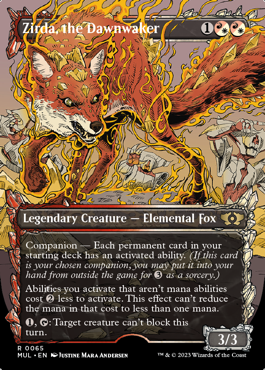 Zirda, the Dawnwaker 1
Legendary Creature — Elemental Fox
Companion — Each permanent card in your
starting deck has an activated ability. (If this card
is your chosen companion, you may put it into your
hand from outside the game for 3 as a sorcery.)
Abilities you activate that aren't mana abilities
cost 2 less to activate. This effect can't reduce
the mana in that cost to less than one mana.
1, : Target creature can't block this
turn.
3/3
R 0065
MUL • EN Justine Mara Andersen
™ & © 2023 Wizards of the Coast